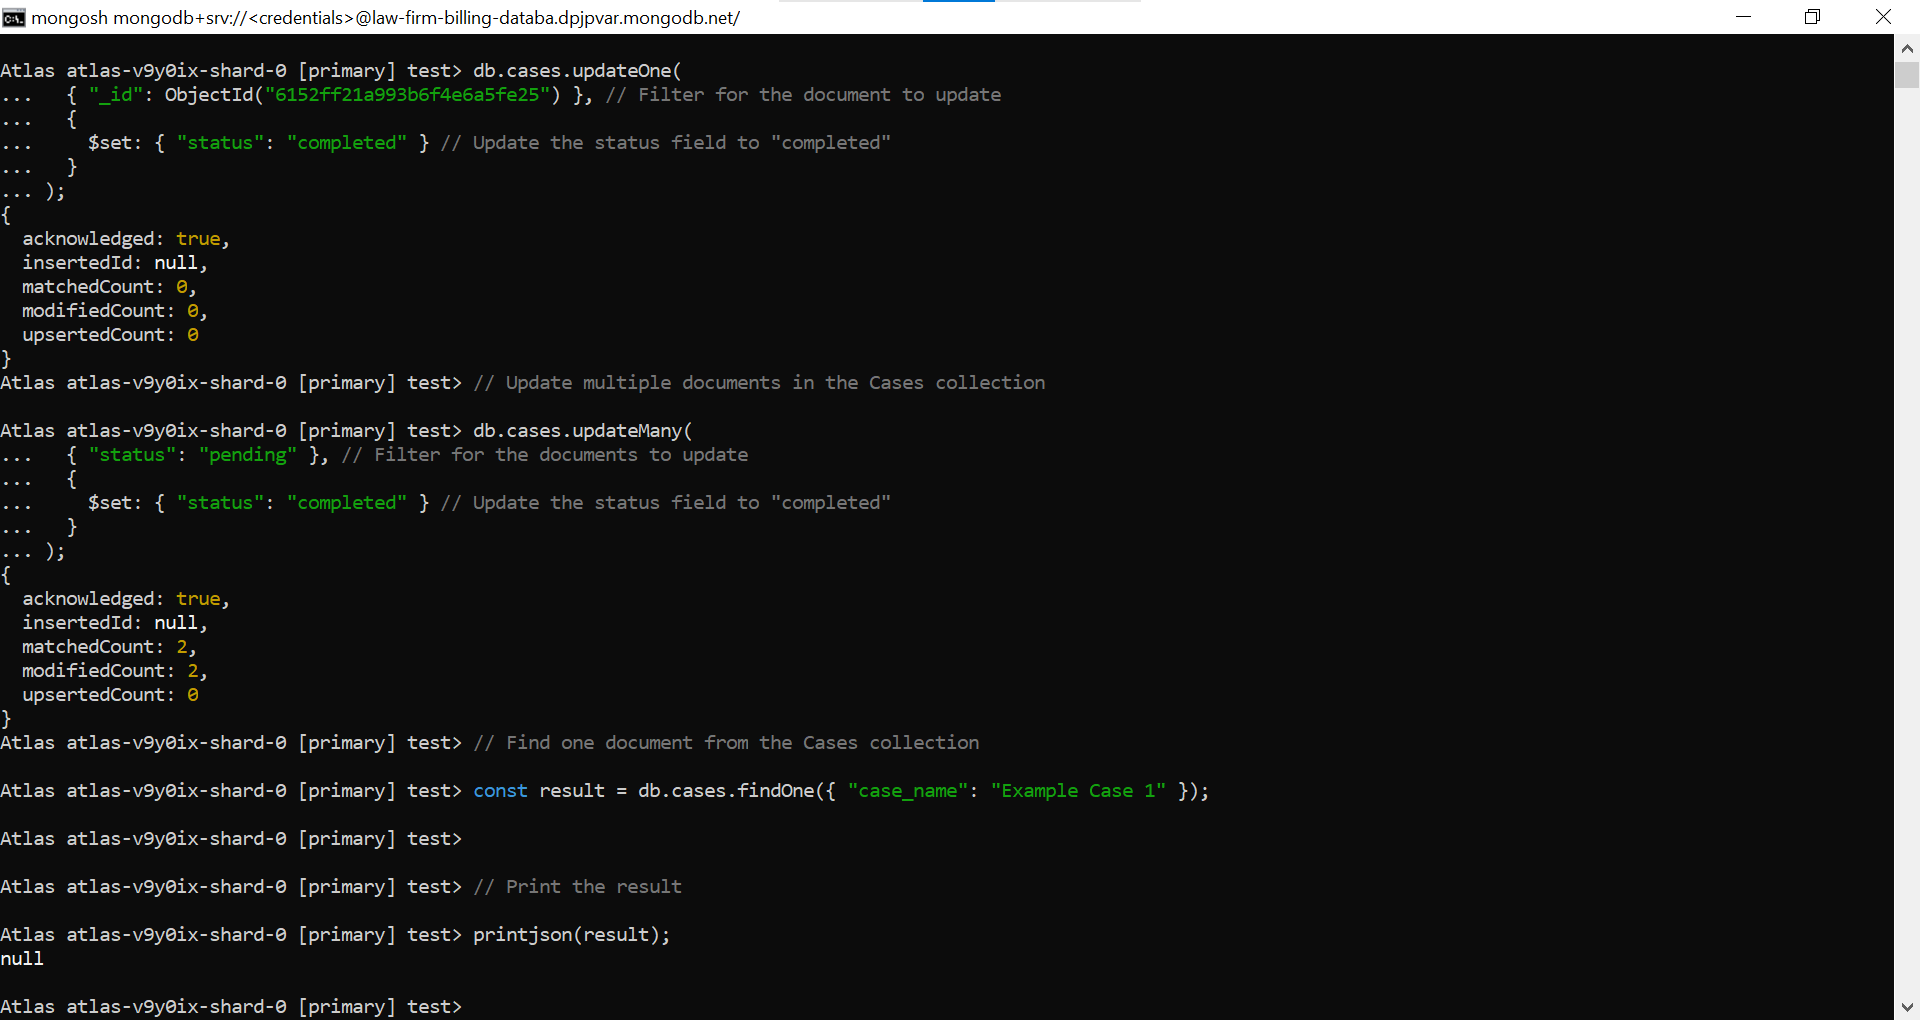 mongosh mongodb+srv://<credentials>@law-firm-billing-databa.dpjpvar.mongodb.net/
Atlas atlas-v9y0ix-shard-0 [primary] test> db.cases.updateOne(
...   { "_id": ObjectId("6152ff21a993b6f4e6a5fe25") }, // Filter for the document to update
...   {
...     $set: { "status": "completed" } // Update the status field to "completed"
...   }
... );
{
  acknowledged: true,
  insertedId: null,
  matchedCount: 0,
  modifiedCount: 0,
  upsertedCount: 0
}
Atlas atlas-v9y0ix-shard-0 [primary] test> // Update multiple documents in the Cases collection
Atlas atlas-v9y0ix-shard-0 [primary] test> db.cases.updateMany(
...   { "status": "pending" }, // Filter for the documents to update
...   {
...     $set: { "status": "completed" } // Update the status field to "completed"
...   }
... );
{
  acknowledged: true,
  insertedId: null,
  matchedCount: 2,
  modifiedCount: 2,
  upsertedCount: 0
}
Atlas atlas-v9y0ix-shard-0 [primary] test> // Find one document from the Cases collection
Atlas atlas-v9y0ix-shard-0 [primary] test> const result = db.cases.findOne({ "case_name": "Example Case 1" });
Atlas atlas-v9y0ix-shard-0 [primary] test>
Atlas atlas-v9y0ix-shard-0 [primary] test> // Print the result
Atlas atlas-v9y0ix-shard-0 [primary] test> printjson(result);
null
Atlas atlas-v9y0ix-shard-0 [primary] test>